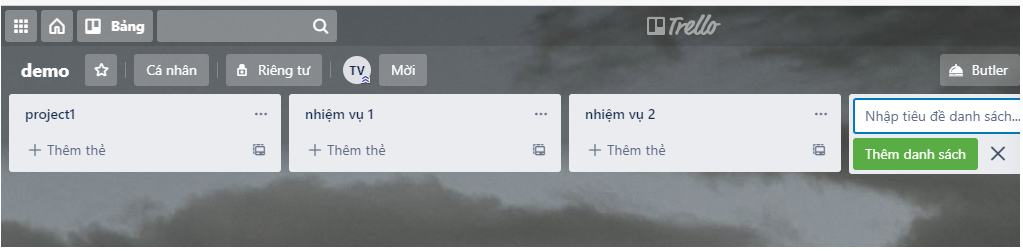 Bảng
Trello
demo Cá nhân Riêng tư TV Mời Butler
project1 ... nhiệm vụ 1 ... nhiệm vụ 2 ... Nhập tiêu đề danh sách...
+ Thêm thẻ + Thêm thẻ + Thêm thẻ Thêm danh sách